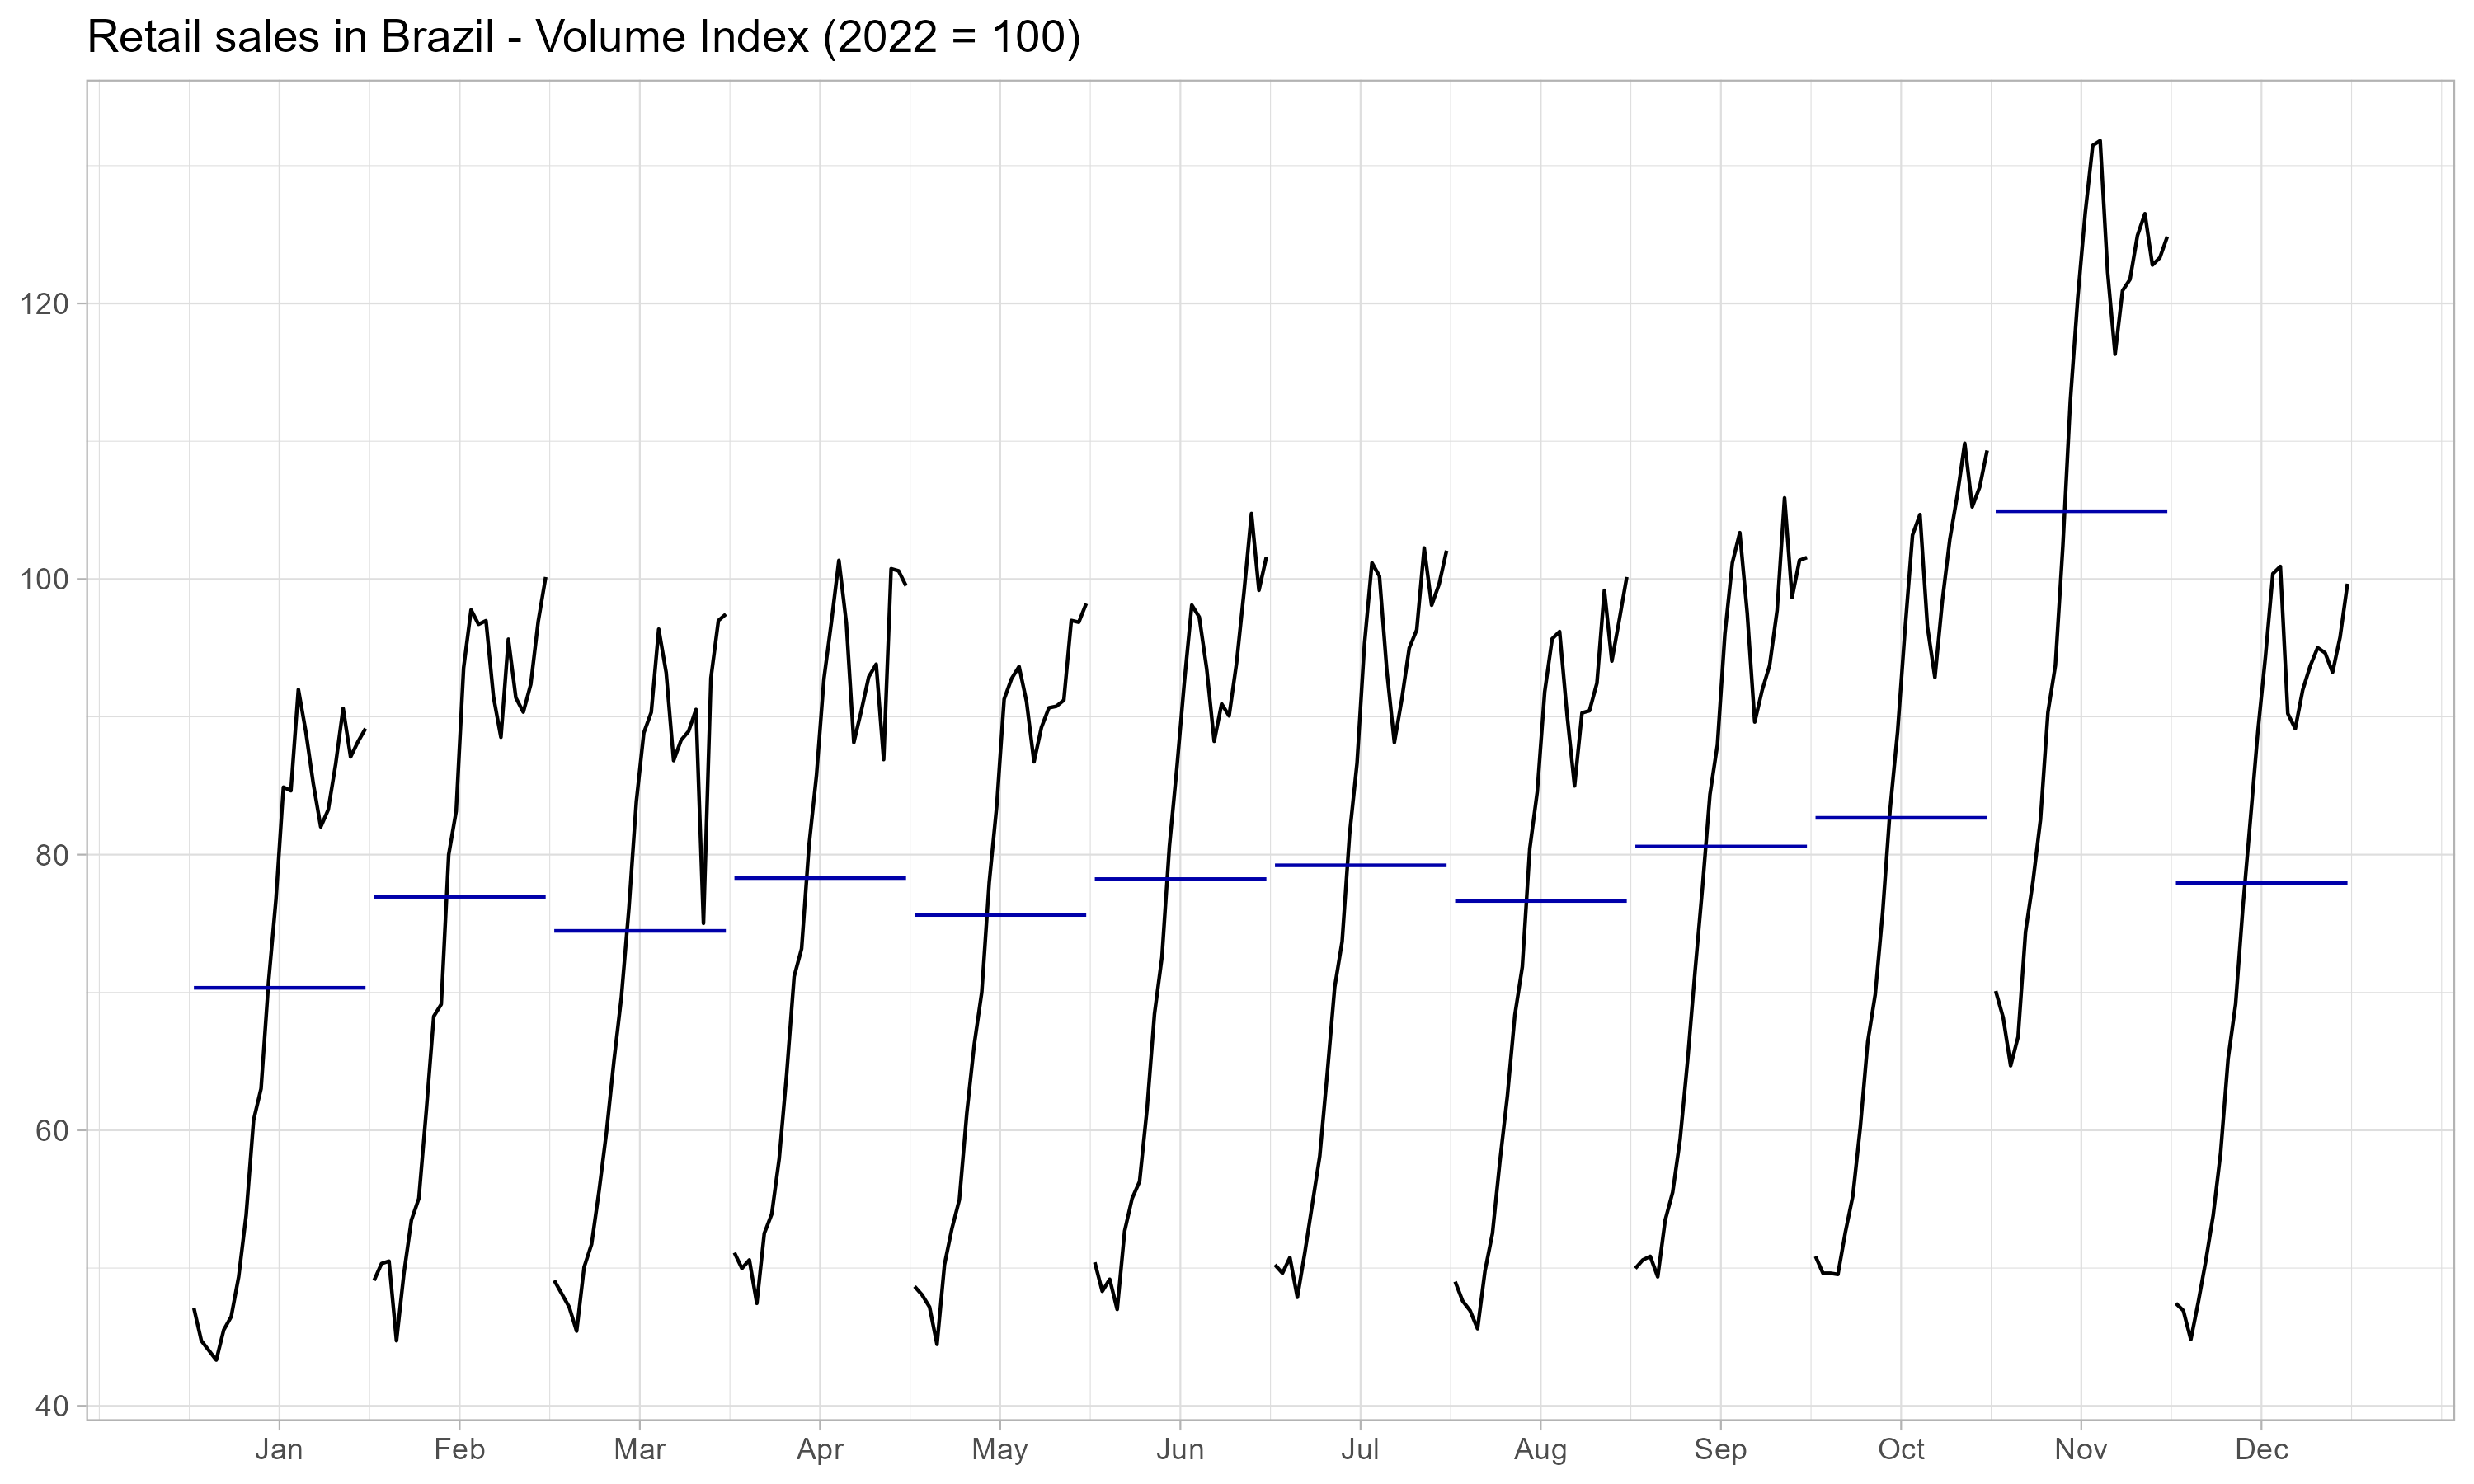 Retail sales in Brazil - Volume Index (2022 = 100)
120
100
80
60
40
Jan Feb Mar Apr May Jun Jul Aug Sep Oct Nov Dec